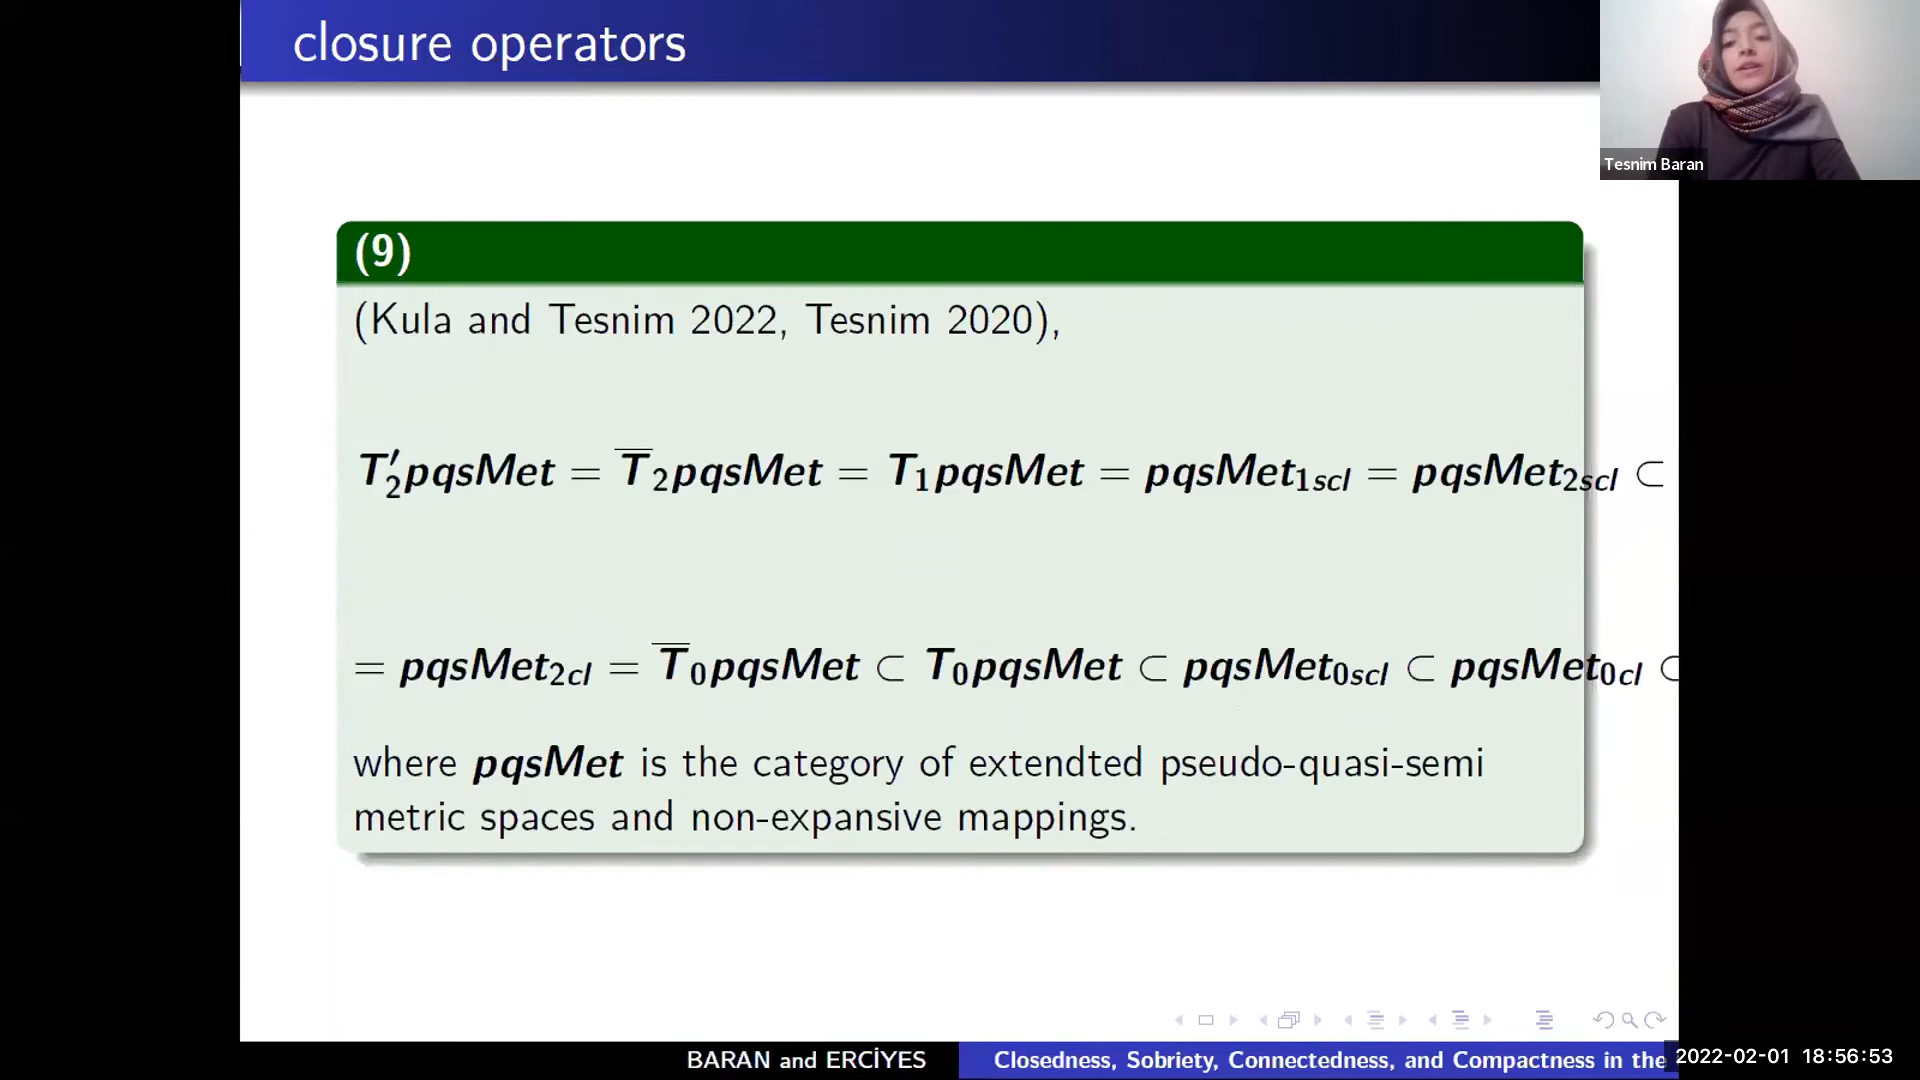 closure operators
Tesnim Baran
(9)
(Kula and Tesnim 2022, Tesnim 2020),
T′₂pqsMet = T̅₂pqsMet = T₁pqsMet = pqsMet₁scl = pqsMet₂scl ⊂
= pqsMet₂cl = T̅₀pqsMet ⊂ T₀pqsMet ⊂ pqsMet₀scl ⊂ pqsMet₀cl ⊂
where pqsMet is the category of extendted pseudo-quasi-semi
metric spaces and non-expansive mappings.
BARAN and ERCİYES
Closedness, Sobriety, Connectedness, and Compactness in the
2022-02-01 18:56:53